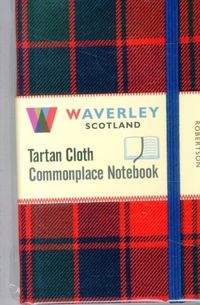 WAVERLEY
SCOTLAND
Tartan Cloth
Commonplace Notebook
ROBERTSON